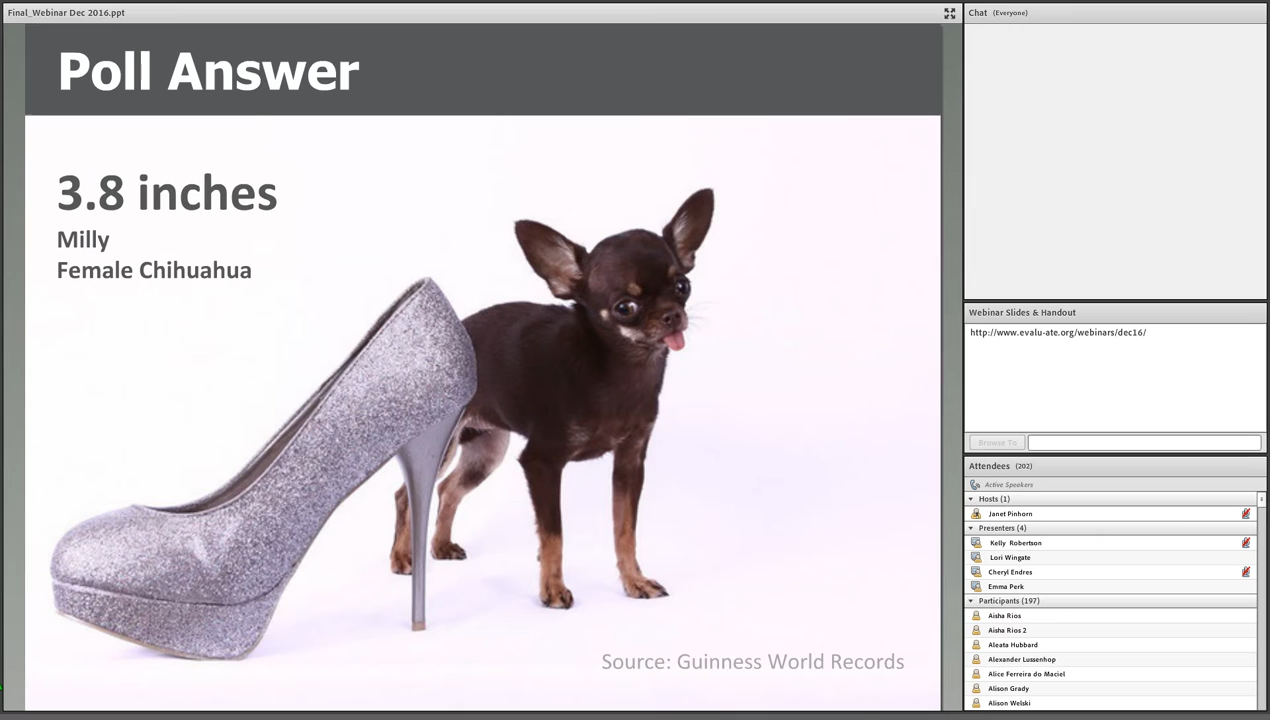 Final_Webinar Dec 2016.ppt
Poll Answer
3.8 inches
Milly
Female Chihuahua
Source: Guinness World Records
Chat (Everyone)
Webinar Slides & Handout
http://www.evalu-ate.org/webinars/dec16/
Browse To
Attendees (202)
Active Speakers
Hosts (1)
Janet Pinhorn
Presenters (4)
Kelly Robertson
Lori Wingate
Cheryl Endres
Emma Perk
Participants (197)
Aisha Rios
Aisha Rios 2
Aleata Hubbard
Alexander Lussenhop
Alice Ferreira do Maciel
Alison Grady
Alison Welski